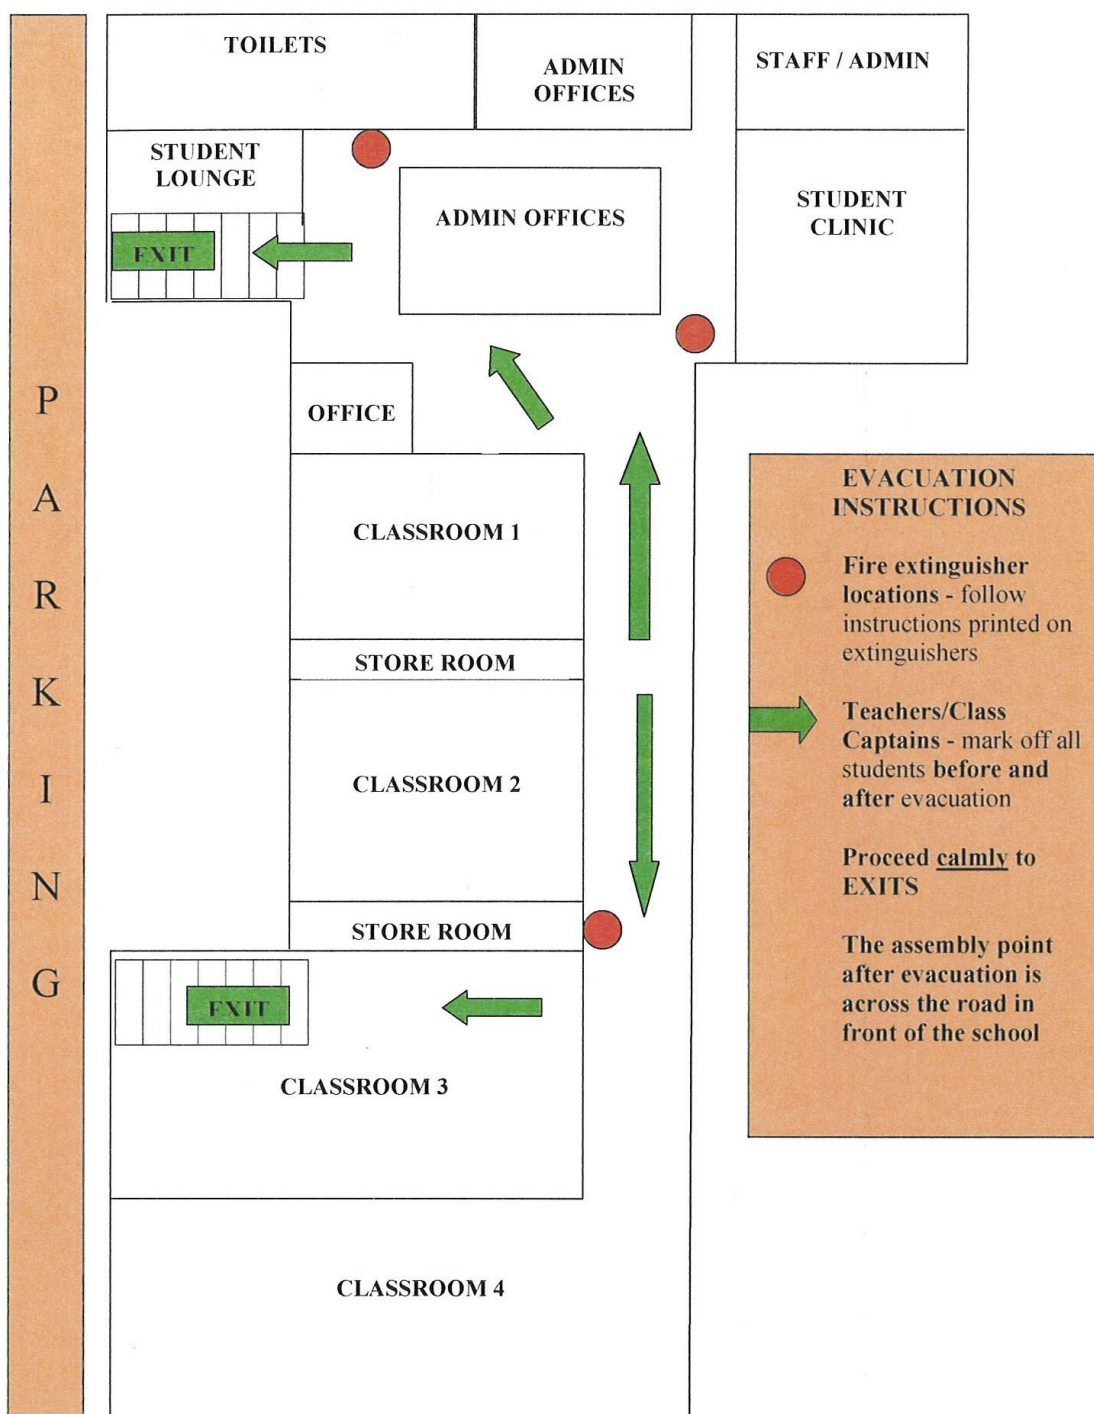 TOILETS
ADMIN
OFFICES
STAFF / ADMIN
STUDENT
LOUNGE
ADMIN OFFICES
STUDENT
CLINIC
EXIT
OFFICE
CLASSROOM 1
STORE ROOM
CLASSROOM 2
STORE ROOM
EXIT
CLASSROOM 3
CLASSROOM 4
PARKING
EVACUATION
INSTRUCTIONS
Fire extinguisher
locations - follow
instructions printed on
extinguishers
Teachers/Class
Captains - mark off all
students before and
after evacuation
Proceed calmly to
EXITS
The assembly point
after evacuation is
across the road in
front of the school